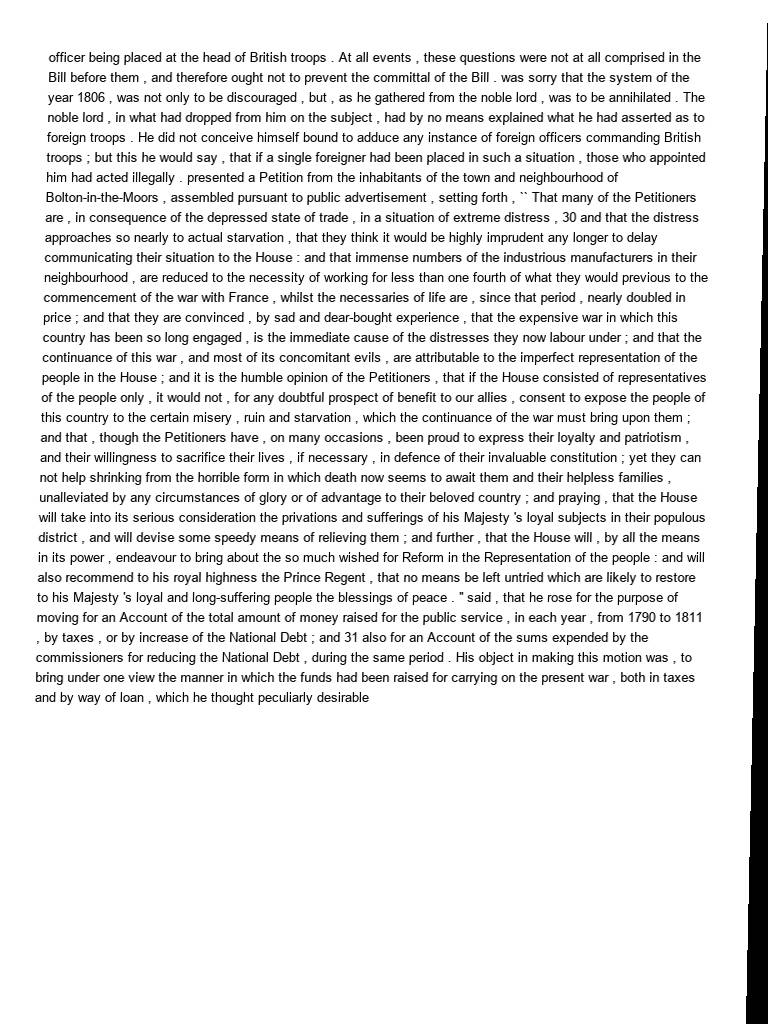 officer being placed at the head of British troops . At all events , these questions were not at all comprised in the
Bill before them , and therefore ought not to prevent the committal of the Bill . was sorry that the system of the
year 1806 , was not only to be discouraged , but , as he gathered from the noble lord , was to be annihilated . The
noble lord , in what had dropped from him on the subject , had by no means explained what he had asserted as to
foreign troops . He did not conceive himself bound to adduce any instance of foreign officers commanding British
troops ; but this he would say , that if a single foreigner had been placed in such a situation , those who appointed
him had acted illegally . presented a Petition from the inhabitants of the town and neighbourhood of
Bolton-in-the-Moors , assembled pursuant to public advertisement , setting forth , `` That many of the Petitioners
are , in consequence of the depressed state of trade , in a situation of extreme distress , 30 and that the distress
approaches so nearly to actual starvation , that they think it would be highly imprudent any longer to delay
communicating their situation to the House : and that immense numbers of the industrious manufacturers in their
neighbourhood , are reduced to the necessity of working for less than one fourth of what they would previous to the
commencement of the war with France , whilst the necessaries of life are , since that period , nearly doubled in
price ; and that they are convinced , by sad and dear-bought experience , that the expensive war in which this
country has been so long engaged , is the immediate cause of the distresses they now labour under ; and that the
continuance of this war , and most of its concomitant evils , are attributable to the imperfect representation of the
people in the House ; and it is the humble opinion of the Petitioners , that if the House consisted of representatives
of the people only , it would not , for any doubtful prospect of benefit to our allies , consent to expose the people of
this country to the certain misery , ruin and starvation , which the continuance of the war must bring upon them ;
and that , though the Petitioners have , on many occasions , been proud to express their loyalty and patriotism ,
and their willingness to sacrifice their lives , if necessary , in defence of their invaluable constitution ; yet they can
not help shrinking from the horrible form in which death now seems to await them and their helpless families ,
unalleviated by any circumstances of glory or of advantage to their beloved country ; and praying , that the House
will take into its serious consideration the privations and sufferings of his Majesty 's loyal subjects in their populous
district , and will devise some speedy means of relieving them ; and further , that the House will , by all the means
in its power , endeavour to bring about the so much wished for Reform in the Representation of the people : and will
also recommend to his royal highness the Prince Regent , that no means be left untried which are likely to restore
to his Majesty 's loyal and long-suffering people the blessings of peace . " said , that he rose for the purpose of
moving for an Account of the total amount of money raised for the public service , in each year , from 1790 to 1811
, by taxes , or by increase of the National Debt ; and 31 also for an Account of the sums expended by the
commissioners for reducing the National Debt , during the same period . His object in making this motion was , to
bring under one view the manner in which the funds had been raised for carrying on the present war , both in taxes
and by way of loan , which he thought peculiarly desirable